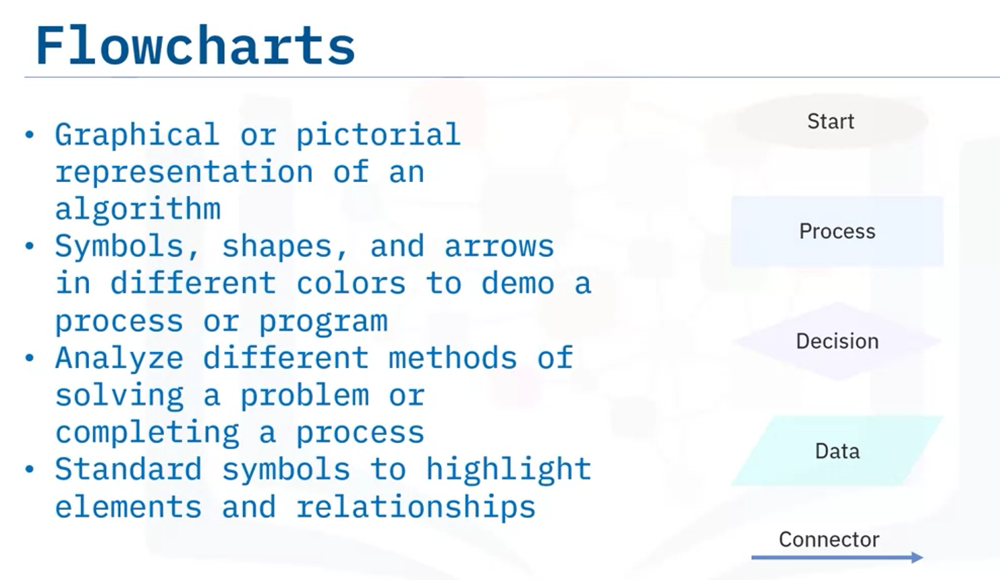 Flowcharts
• Graphical or pictorial
representation of an
algorithm
• Symbols, shapes, and arrows
in different colors to demo a
process or program
• Analyze different methods of
solving a problem or
completing a process
• Standard symbols to highlight
elements and relationships
Start
Process
Decision
Data
Connector